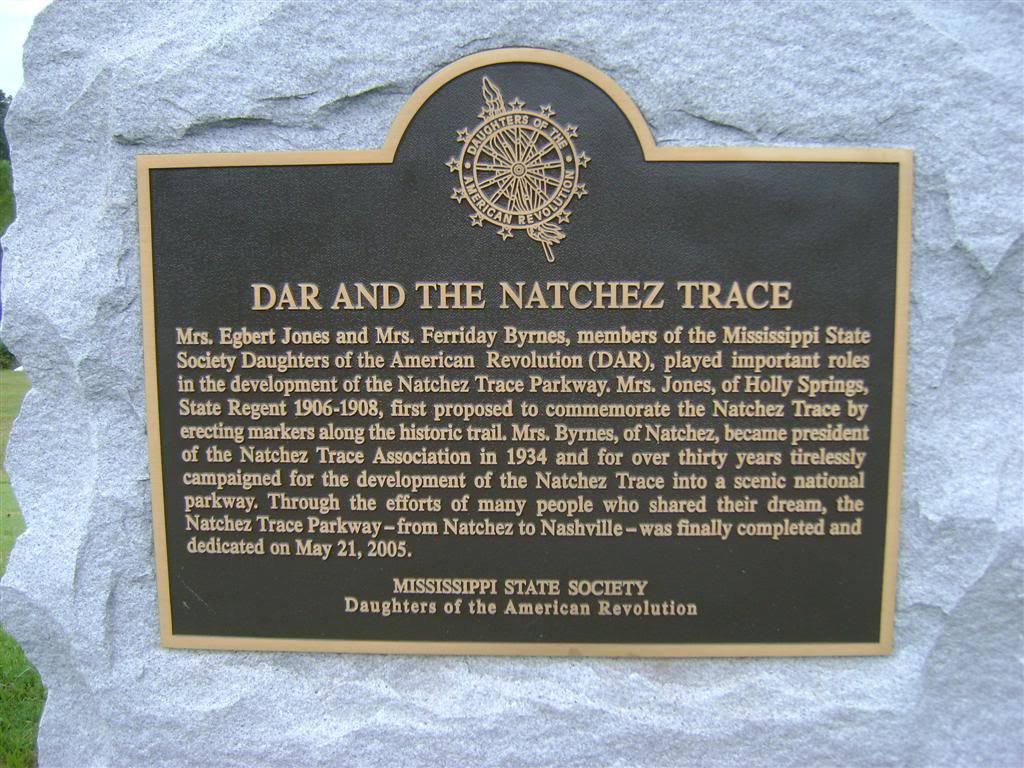 DAUGHTERS OF THE
AMERICAN REVOLUTION
DAR AND THE NATCHEZ TRACE
Mrs. Egbert Jones and Mrs. Ferriday Byrnes, members of the Mississippi State
Society Daughters of the American Revolution (DAR), played important roles
in the development of the Natchez Trace Parkway. Mrs. Jones, of Holly Springs,
State Regent 1906-1908, first proposed to commemorate the Natchez Trace by
erecting markers along the historic trail. Mrs. Byrnes, of Natchez, became president
of the Natchez Trace Association in 1934 and for over thirty years tirelessly
campaigned for the development of the Natchez Trace into a scenic national
parkway. Through the efforts of many people who shared their dream, the
Natchez Trace Parkway – from Natchez to Nashville – was finally completed and
dedicated on May 21, 2005.
MISSISSIPPI STATE SOCIETY
Daughters of the American Revolution